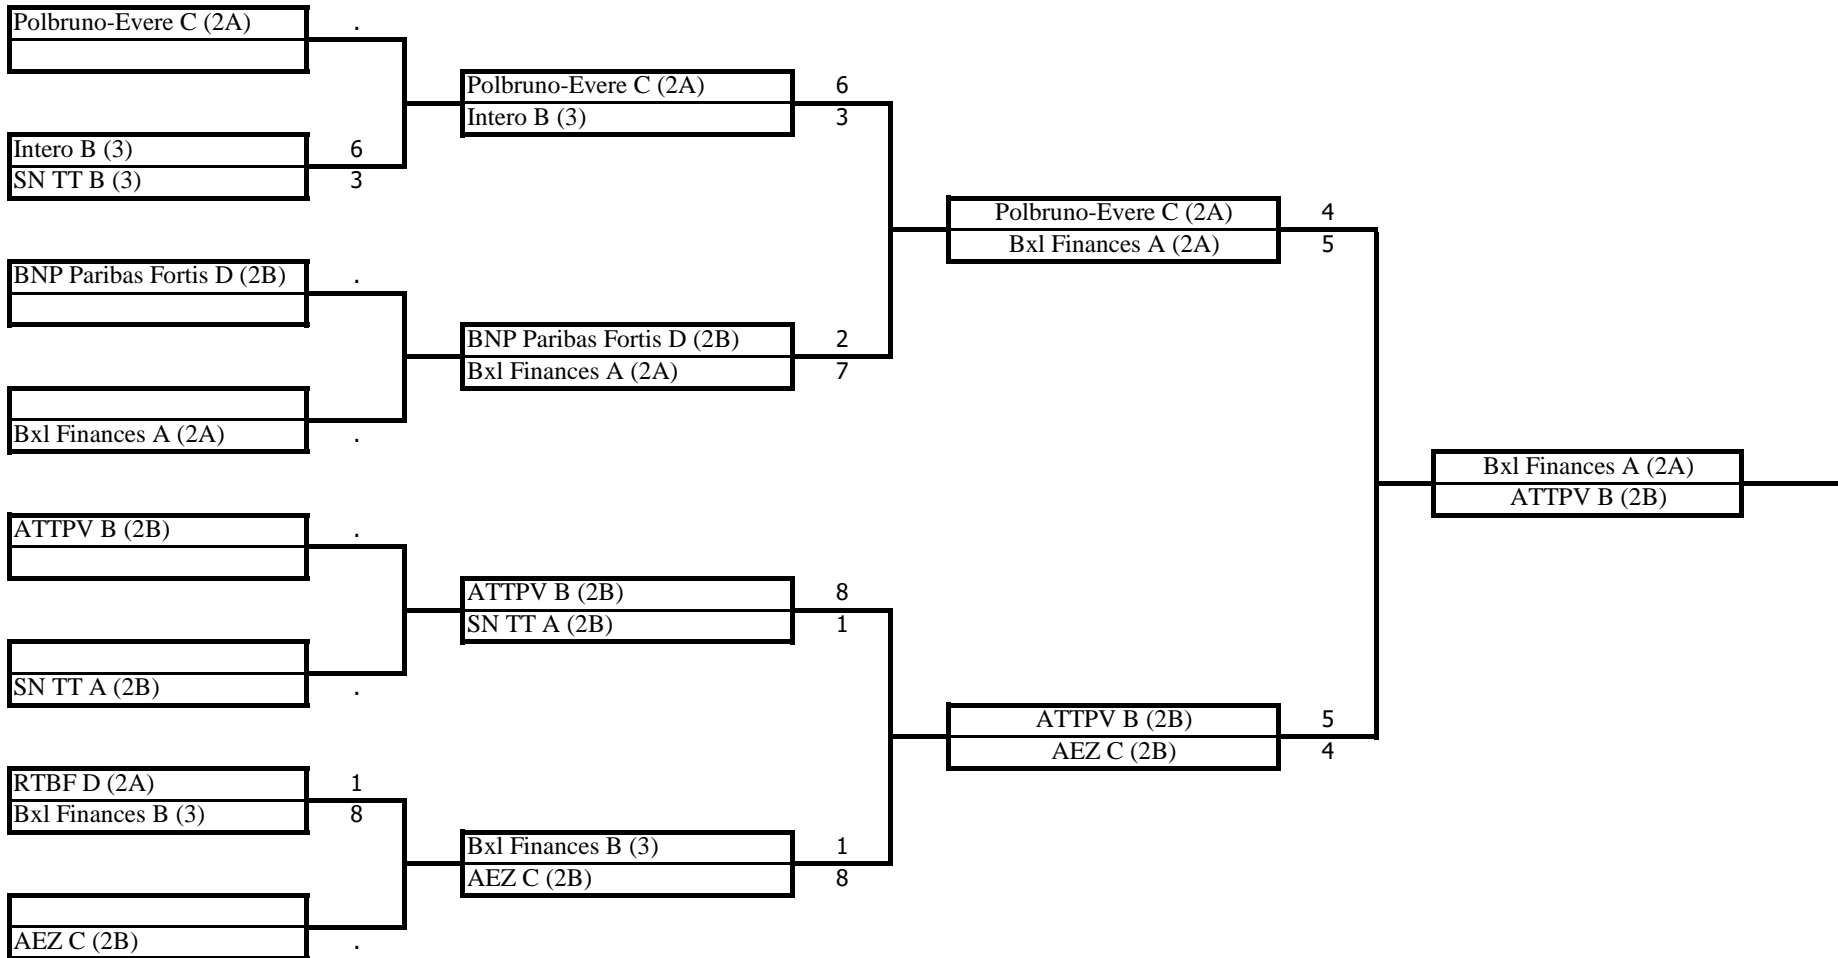 Polbruno-Evere C (2A) .
Intero B (3) 6
SN TT B (3) 3
BNP Paribas Fortis D (2B) .
Bxl Finances A (2A) .
ATTPV B (2B) .
SN TT A (2B) .
RTBF D (2A) 1
Bxl Finances B (3) 8
AEZ C (2B) .
Polbruno-Evere C (2A) 6
Intero B (3) 3
BNP Paribas Fortis D (2B) 2
Bxl Finances A (2A) 7
ATTPV B (2B) 8
SN TT A (2B) 1
Bxl Finances B (3) 1
AEZ C (2B) 8
Polbruno-Evere C (2A) 4
Bxl Finances A (2A) 5
ATTPV B (2B) 5
AEZ C (2B) 4
Bxl Finances A (2A)
ATTPV B (2B)